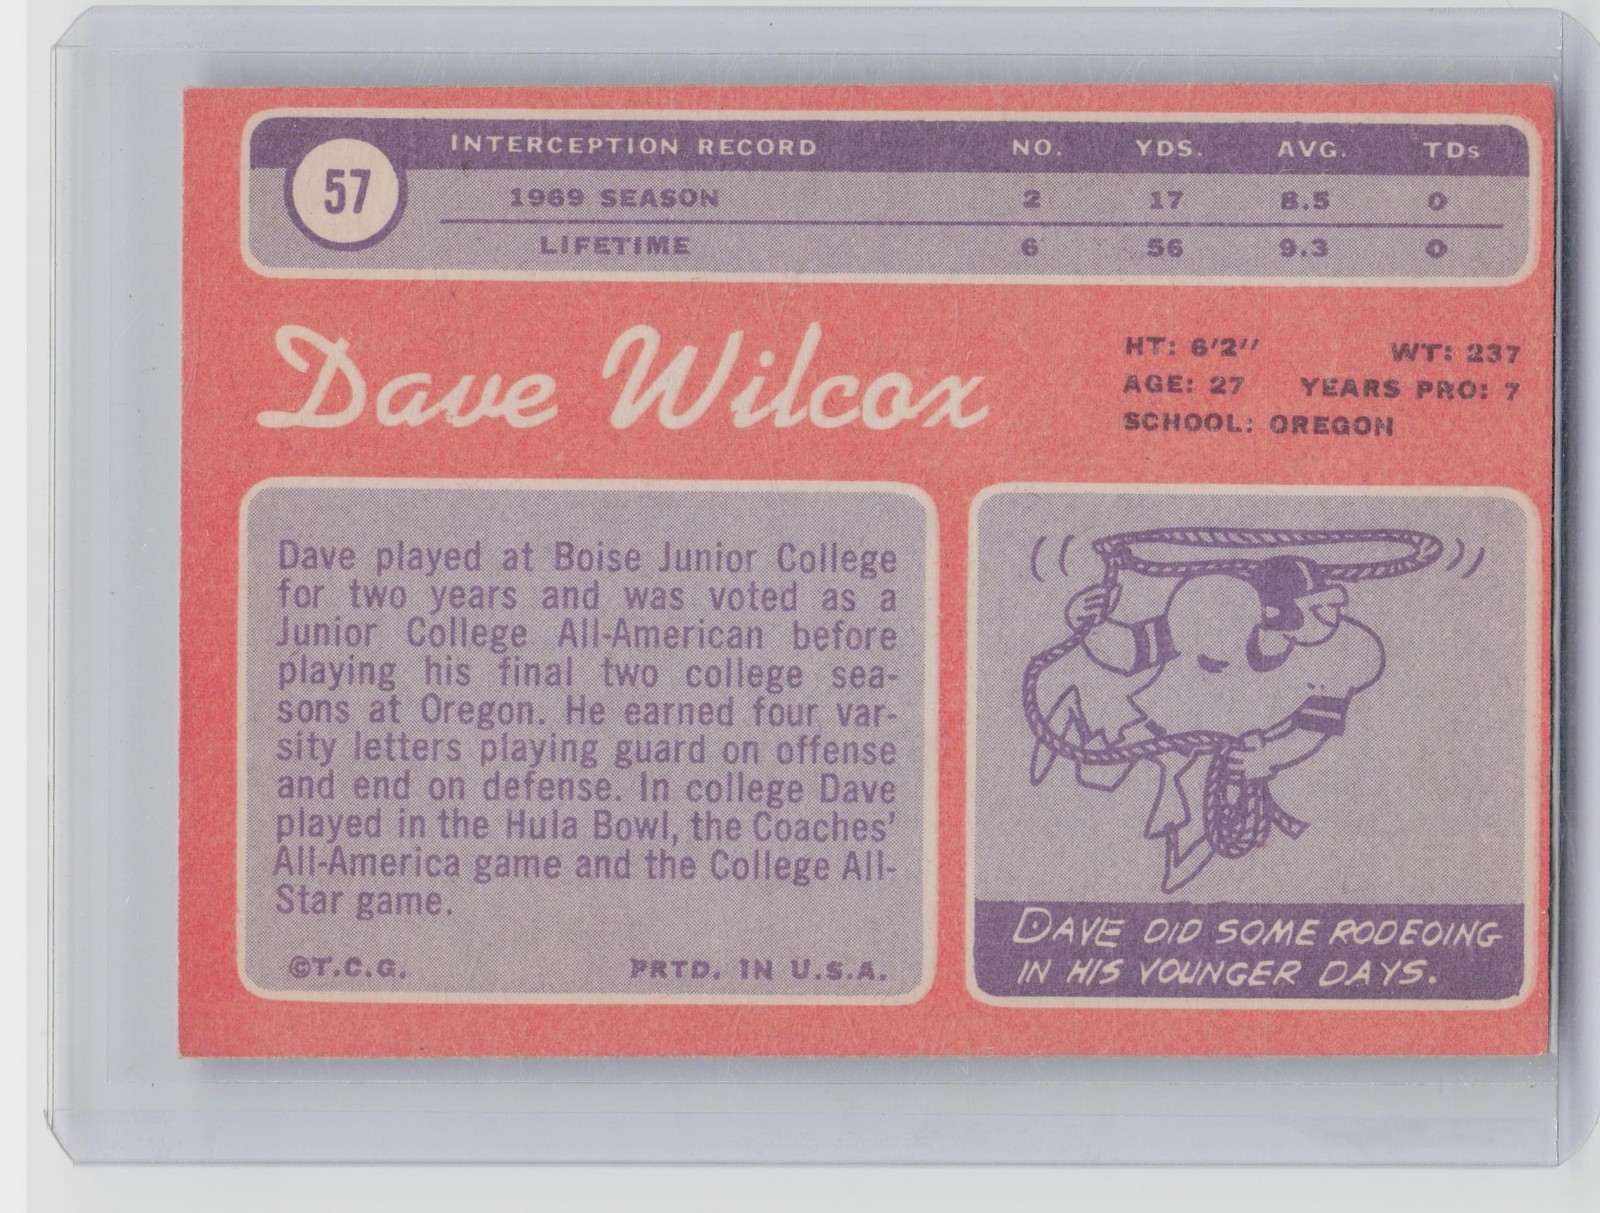 57
INTERCEPTION RECORD NO. YDS. AVG. TDs
1969 SEASON 2 17 8.5 0
LIFETIME 6 56 9.3 0
Dave Wilcox
HT: 6'2'' WT: 237
AGE: 27 YEARS PRO: 7
SCHOOL: OREGON
Dave played at Boise Junior College
for two years and was voted as a
Junior College All-American before
playing his final two college sea-
sons at Oregon. He earned four var-
sity letters playing guard on offense
and end on defense. In college Dave
played in the Hula Bowl, the Coaches'
All-America game and the College All-
Star game.
©T.C.G. PRTD. IN U.S.A.
DAVE DID SOME RODEOING
IN HIS YOUNGER DAYS.